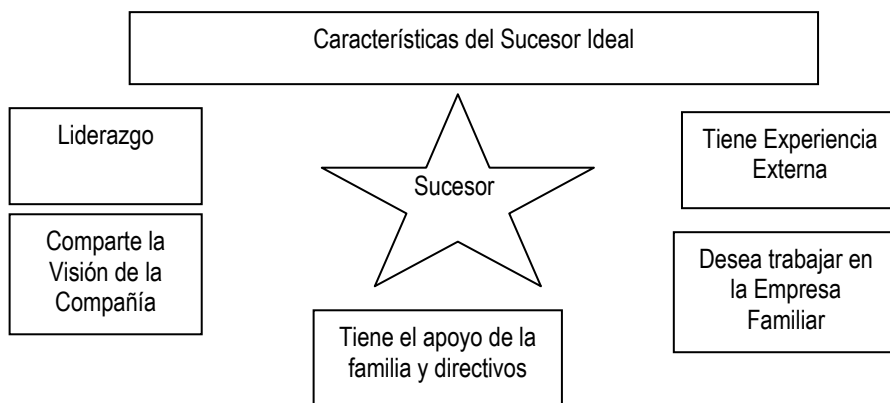 Características del Sucesor Ideal
Liderazgo
Comparte la
Visión de la
Compañía
Sucesor
Tiene el apoyo de la
familia y directivos
Tiene Experiencia
Externa
Desea trabajar en
la Empresa
Familiar